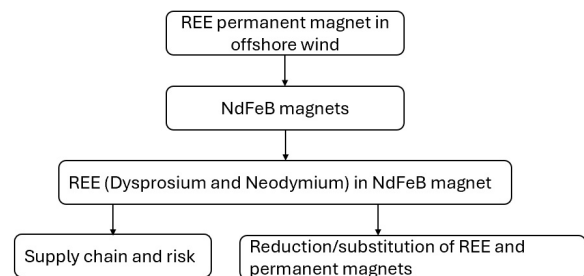 REE permanent magnet in
offshore wind
NdFeB magnets
REE (Dysprosium and Neodymium) in NdFeB magnet
Supply chain and risk
Reduction/substitution of REE and
permanent magnets